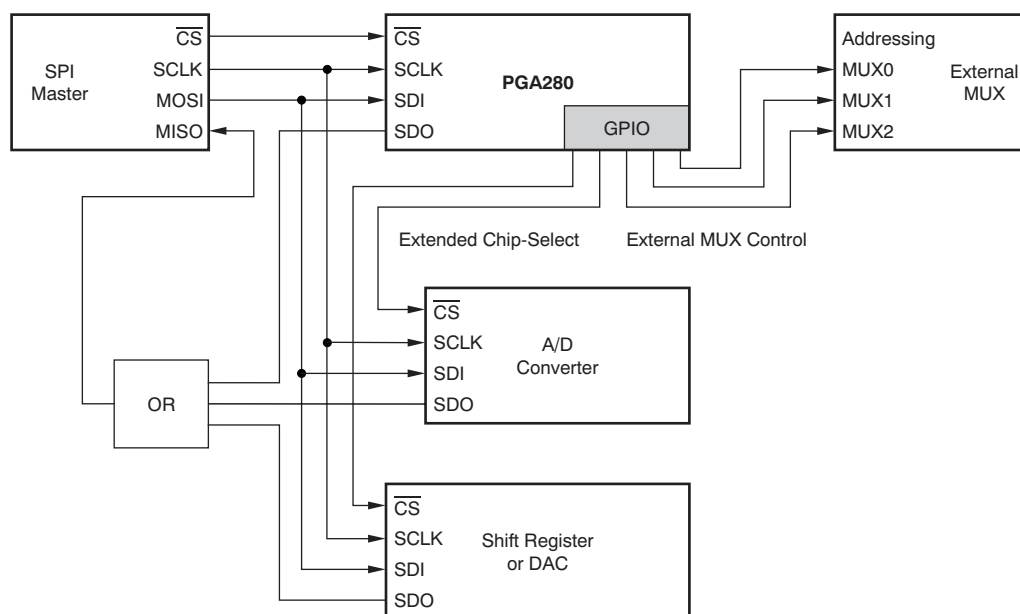 CS
SCLK
MOSI
MISO
SPI
Master
CS
SCLK
SDI
SDO
PGA280
GPIO
Addressing
MUX0
MUX1
MUX2
External
MUX
Extended Chip-Select
External MUX Control
CS
SCLK
SDI
SDO
A/D
Converter
OR
CS
SCLK
SDI
SDO
Shift Register
or DAC